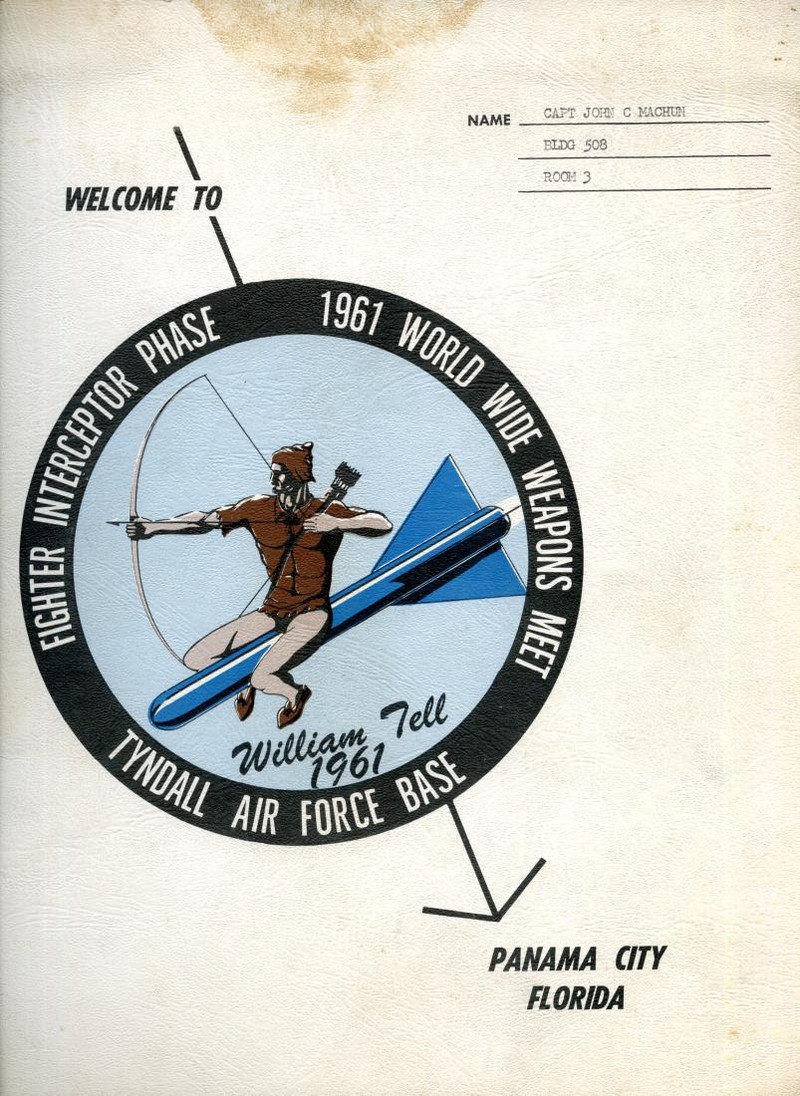 NAME CAPT JOHN C MACHUM
BLDG 508
ROOM 3
WELCOME TO
FIGHTER INTERCEPTOR PHASE
1961 WORLD WIDE WEAPONS MEET
William Tell
1961
TYNDALL AIR FORCE BASE
PANAMA CITY
FLORIDA